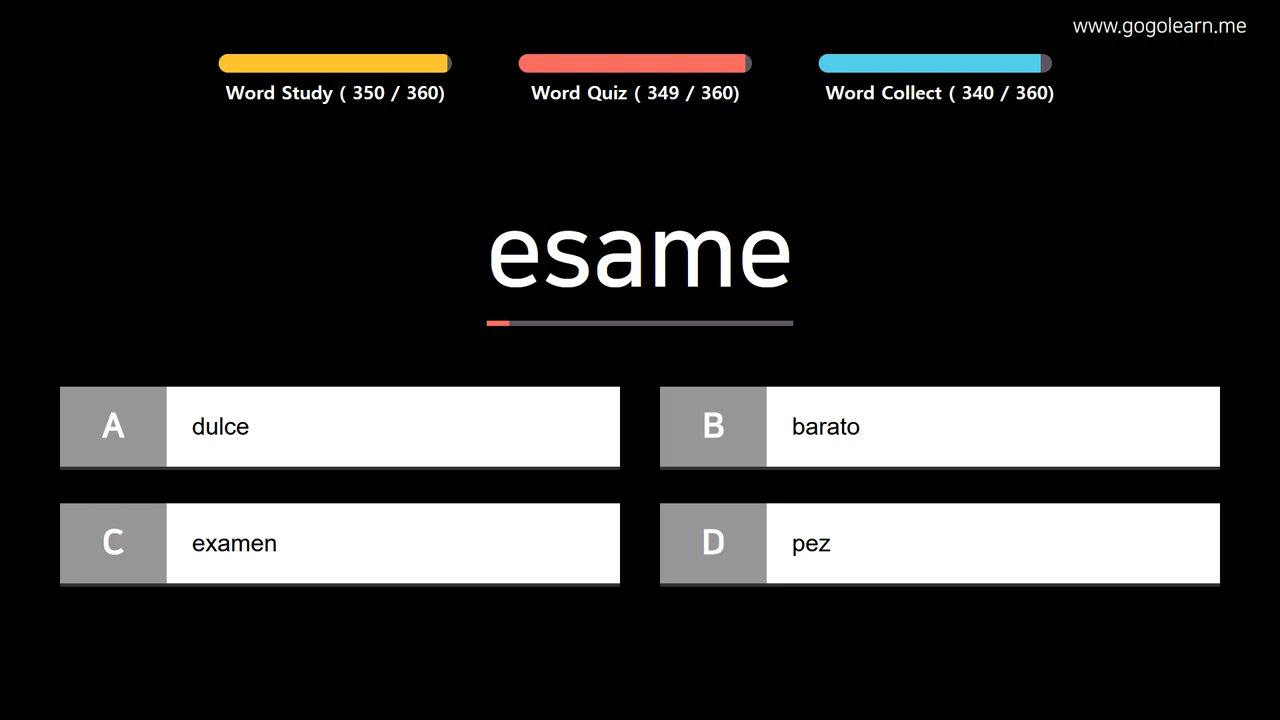 www.gogolearn.me
Word Study ( 350 / 360)
Word Quiz ( 349 / 360)
Word Collect ( 340 / 360)
esame
A
dulce
B
barato
C
examen
D
pez